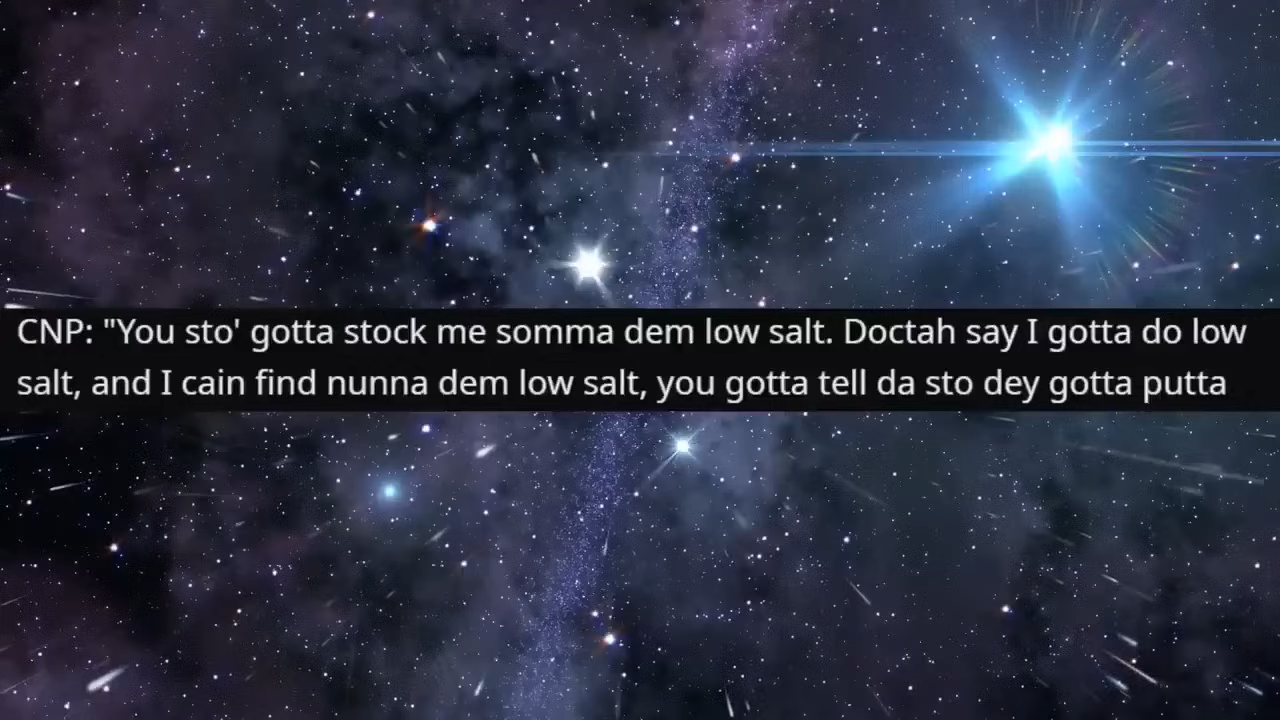 CNP: "You sto' gotta stock me somma dem low salt. Doctah say I gotta do low
salt, and I cain find nunna dem low salt, you gotta tell da sto dey gotta putta